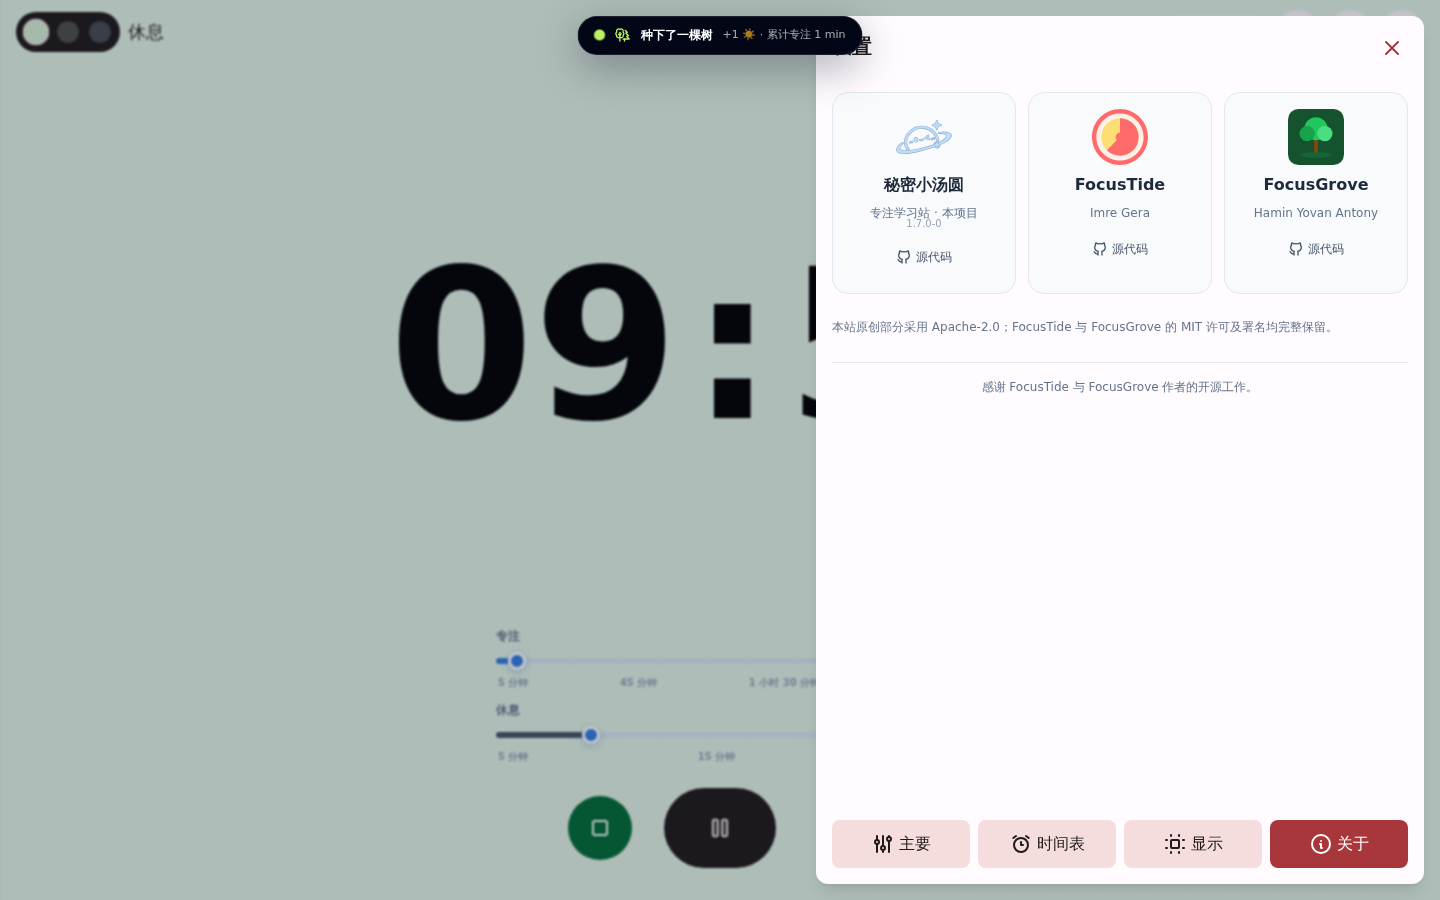 休息
种下了一棵树 +1 ☀️ · 累计专注 1 min
置
秘密小汤圆
专注学习站 · 本项目
1.7.0-0
源代码
FocusTide
Imre Gera
源代码
FocusGrove
Hamin Yovan Antony
源代码
本站原创部分采用 Apache-2.0；FocusTide 与 FocusGrove 的 MIT 许可及署名均完整保留。
感谢 FocusTide 与 FocusGrove 作者的开源工作。
09:
专注
5 分钟 45 分钟 1 小时 30 分
休息
5 分钟 15 分钟
主要 时间表 显示 关于